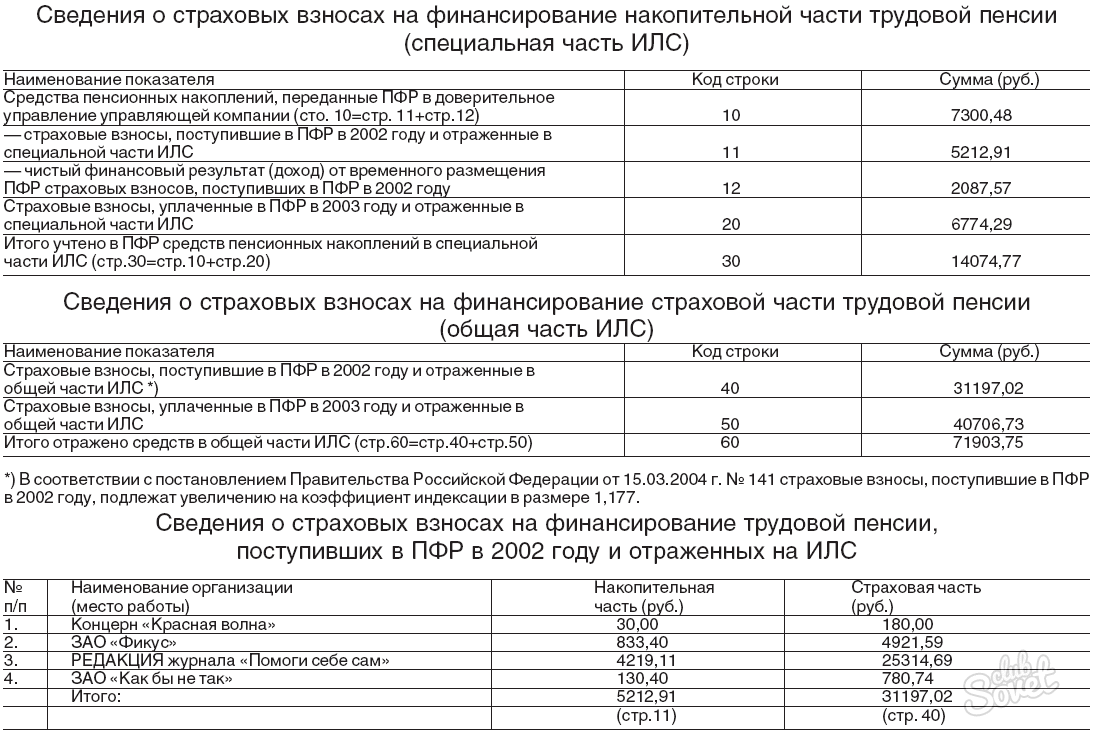 Сведения о страховых взносах на финансирование накопительной части трудовой пенсии
(специальная часть ИЛС)
Наименование показателя Код строки Сумма (руб.)
Средства пенсионных накоплений, переданные ПФР в доверительное
управление управляющей компании (сто. 10=стр. 11+стр.12) 10 7300,48
— страховые взносы, поступившие в ПФР в 2002 году и отраженные в
специальной части ИЛС 11 5212,91
— чистый финансовый результат (доход) от временного размещения
ПФР страховых взносов, поступивших в ПФР в 2002 году 12 2087,57
Страховые взносы, уплаченные в ПФР в 2003 году и отраженные в
специальной части ИЛС 20 6774,29
Итого учтено в ПФР средств пенсионных накоплений в специальной
части ИЛС (стр.30=стр.10+стр.20) 30 14074,77
Сведения о страховых взносах на финансирование страховой части трудовой пенсии
(общая часть ИЛС)
Наименование показателя Код строки Сумма (руб.)
Страховые взносы, поступившие в ПФР в 2002 году и отраженные в
общей части ИЛС *) 40 31197,02
Страховые взносы, уплаченные в ПФР в 2003 году и отраженные в
общей части ИЛС 50 40706,73
Итого отражено средств в общей части ИЛС (стр.60=стр.40+стр.50) 60 71903,75
*) В соответствии с постановлением Правительства Российской Федерации от 15.03.2004 г. № 141 страховые взносы, поступившие в ПФР
в 2002 году, подлежат увеличению на коэффициент индексации в размере 1,177.
Сведения о страховых взносах на финансирование трудовой пенсии,
поступивших в ПФР в 2002 году и отраженных на ИЛС
№ Наименование организации Накопительная Страховая часть
п/п (место работы) часть (руб.) (руб.)
1. Концерн «Красная волна» 30,00 180,00
2. ЗАО «Фикус» 833,40 4921,59
3. РЕДАКЦИЯ журнала «Помоги себе сам» 4219,11 25314,69
4. ЗАО «Как бы не так» 130,40 780,74
Итого: 5212,91 31197,02
(стр.11) (стр. 40)
club
Sovet